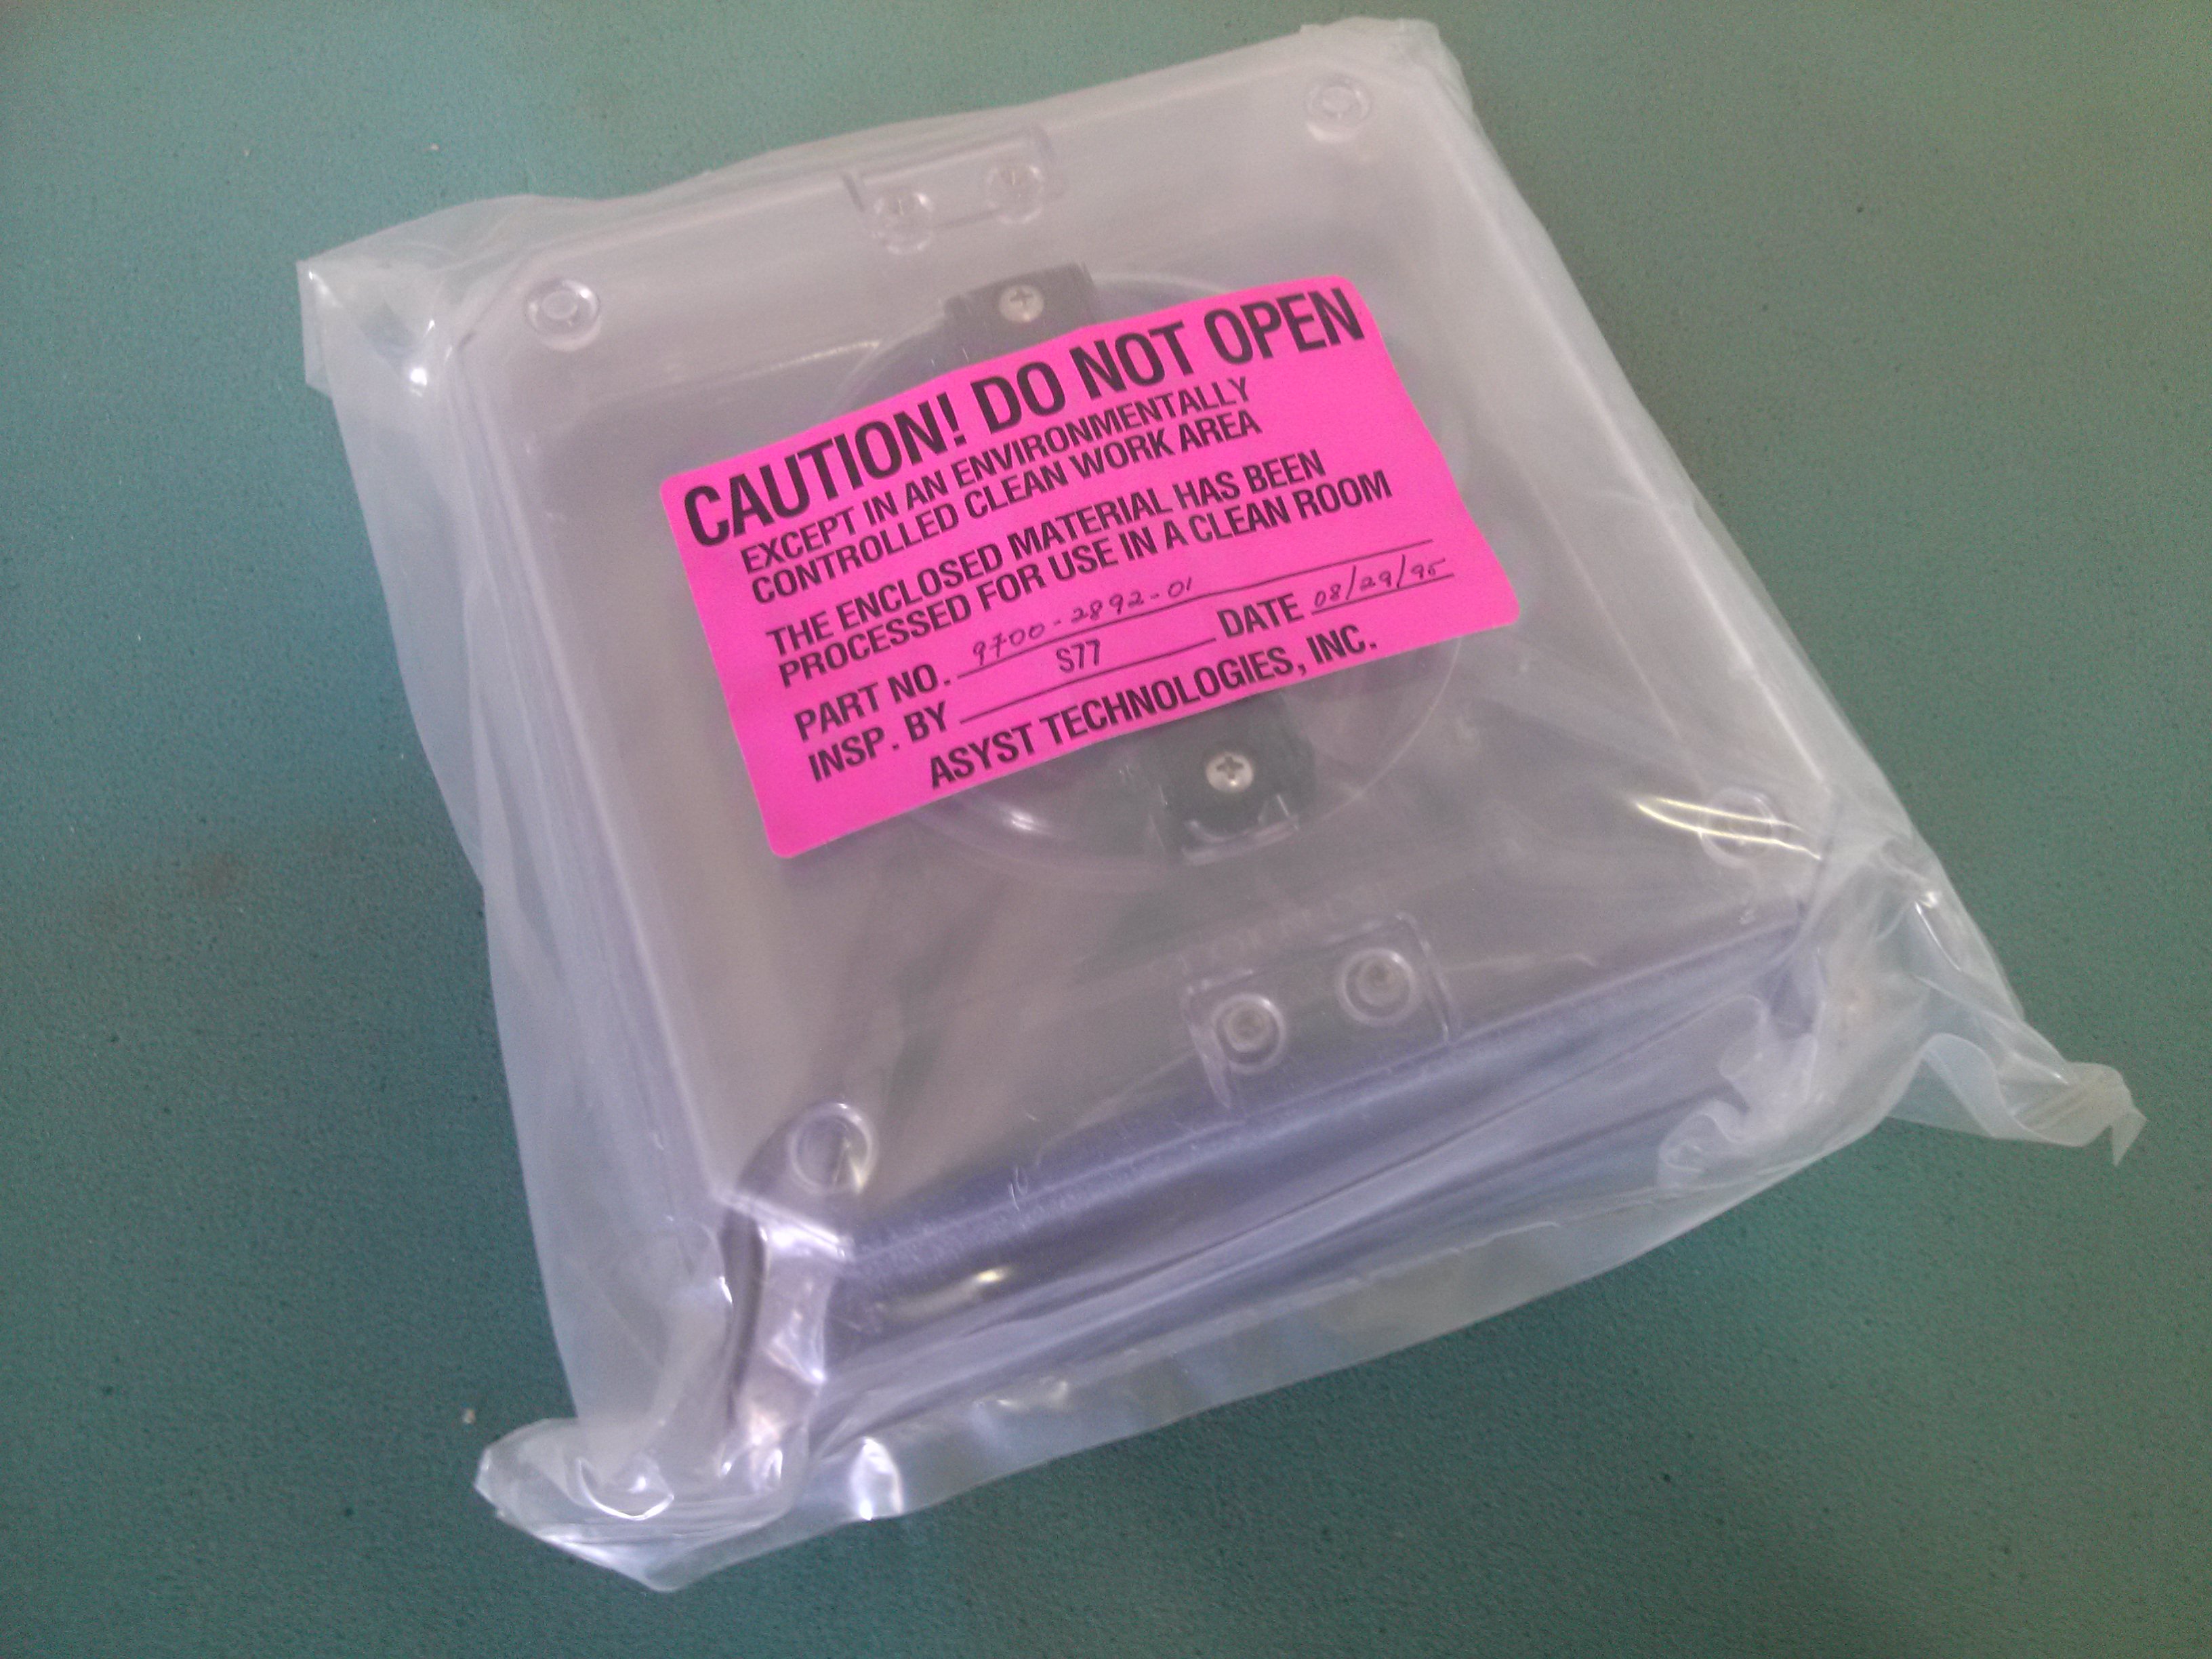 CAUTION! DO NOT OPEN
EXCEPT IN AN ENVIRONMENTALLY
CONTROLLED CLEAN WORK AREA
THE ENCLOSED MATERIAL HAS BEEN
PROCESSED FOR USE IN A CLEAN ROOM
PART NO. 9700-2892-01
INSP. BY S77 DATE 08/29/95
ASYST TECHNOLOGIES, INC.